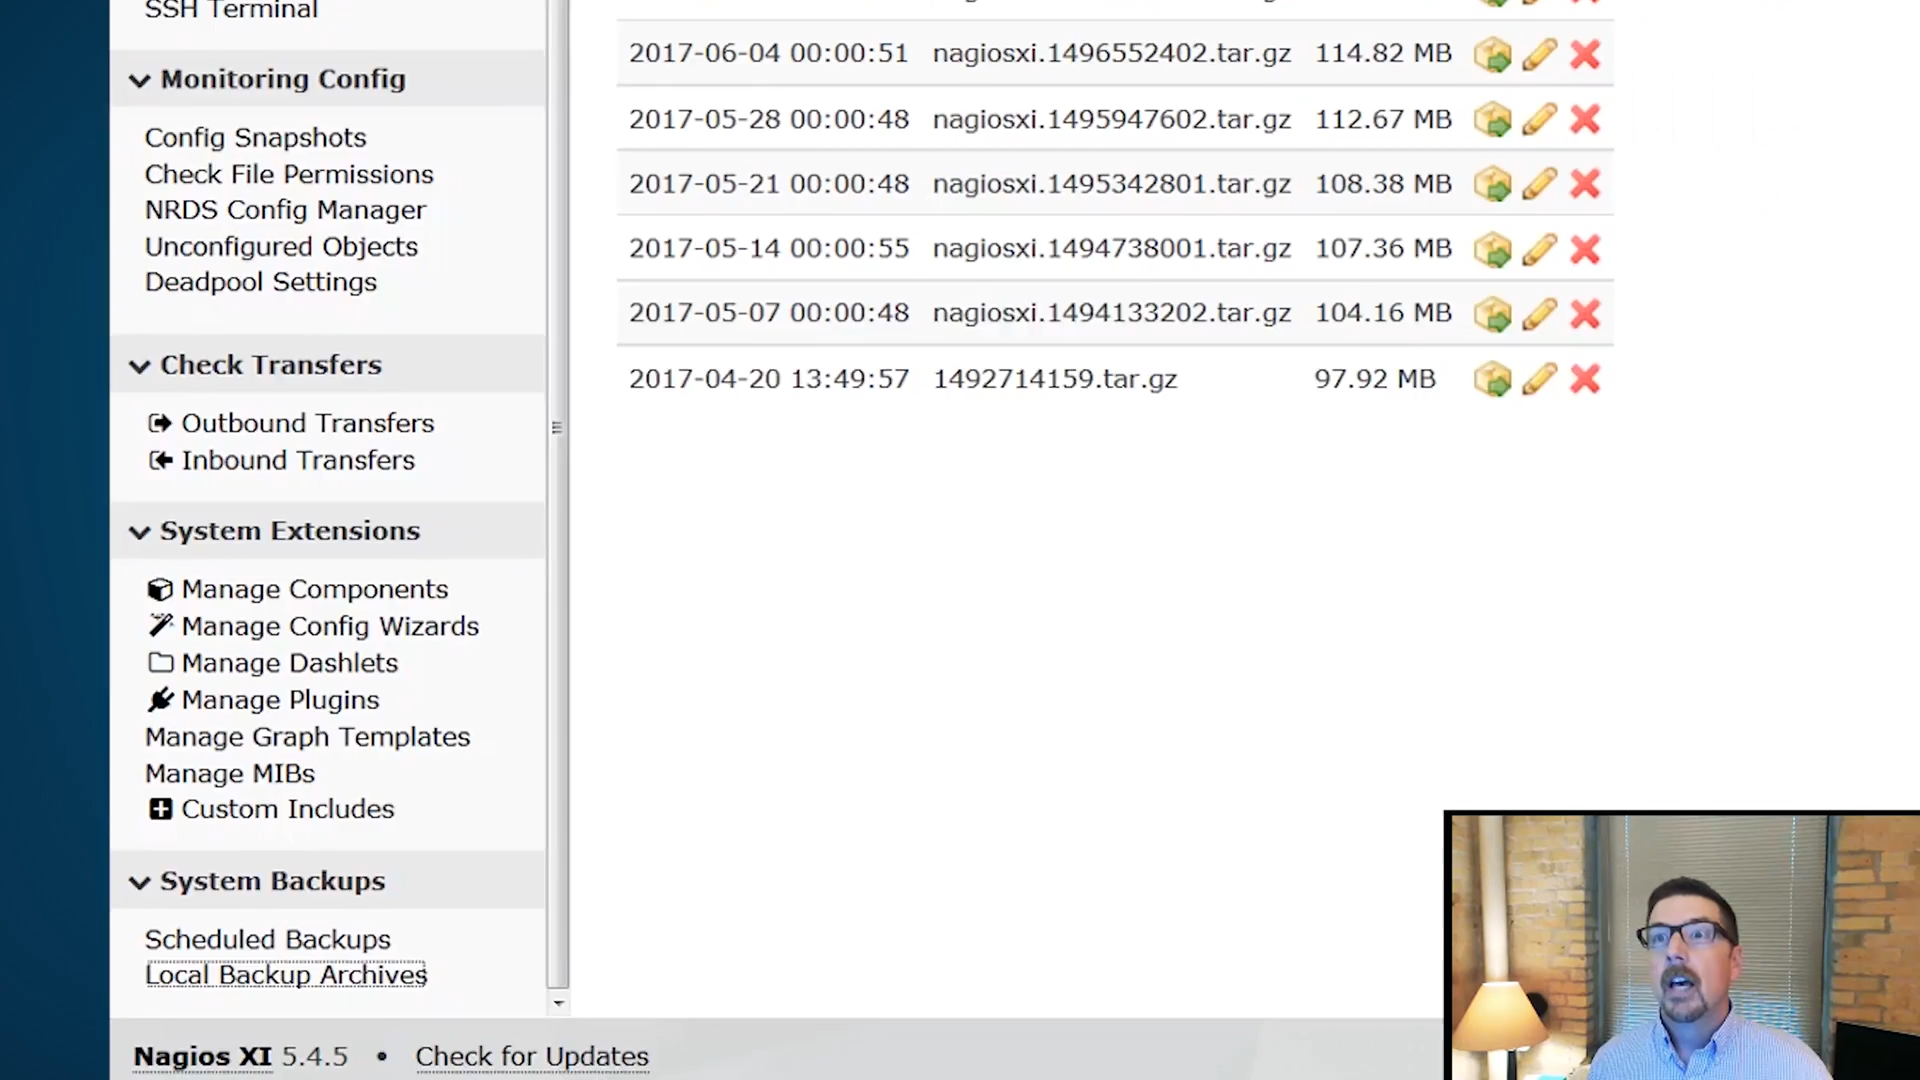 SSH Terminal
Monitoring Config
Config Snapshots
Check File Permissions
NRDS Config Manager
Unconfigured Objects
Deadpool Settings
Check Transfers
Outbound Transfers
Inbound Transfers
System Extensions
Manage Components
Manage Config Wizards
Manage Dashlets
Manage Plugins
Manage Graph Templates
Manage MIBs
Custom Includes
System Backups
Scheduled Backups
Local Backup Archives
2017-06-04 00:00:51 nagiosxi.1496552402.tar.gz 114.82 MB
2017-05-28 00:00:48 nagiosxi.1495947602.tar.gz 112.67 MB
2017-05-21 00:00:48 nagiosxi.1495342801.tar.gz 108.38 MB
2017-05-14 00:00:55 nagiosxi.1494738001.tar.gz 107.36 MB
2017-05-07 00:00:48 nagiosxi.1494133202.tar.gz 104.16 MB
2017-04-20 13:49:57 1492714159.tar.gz 97.92 MB
Nagios XI 5.4.5 • Check for Updates